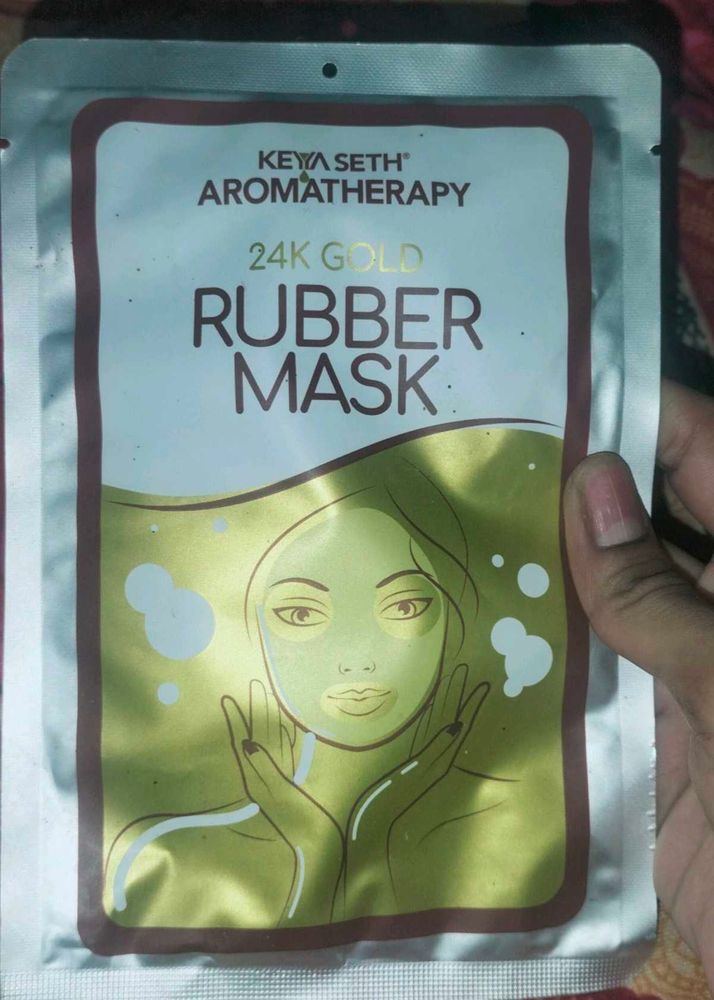 KEYA SETH®
AROMATHERAPY
24K GOLD
RUBBER
MASK